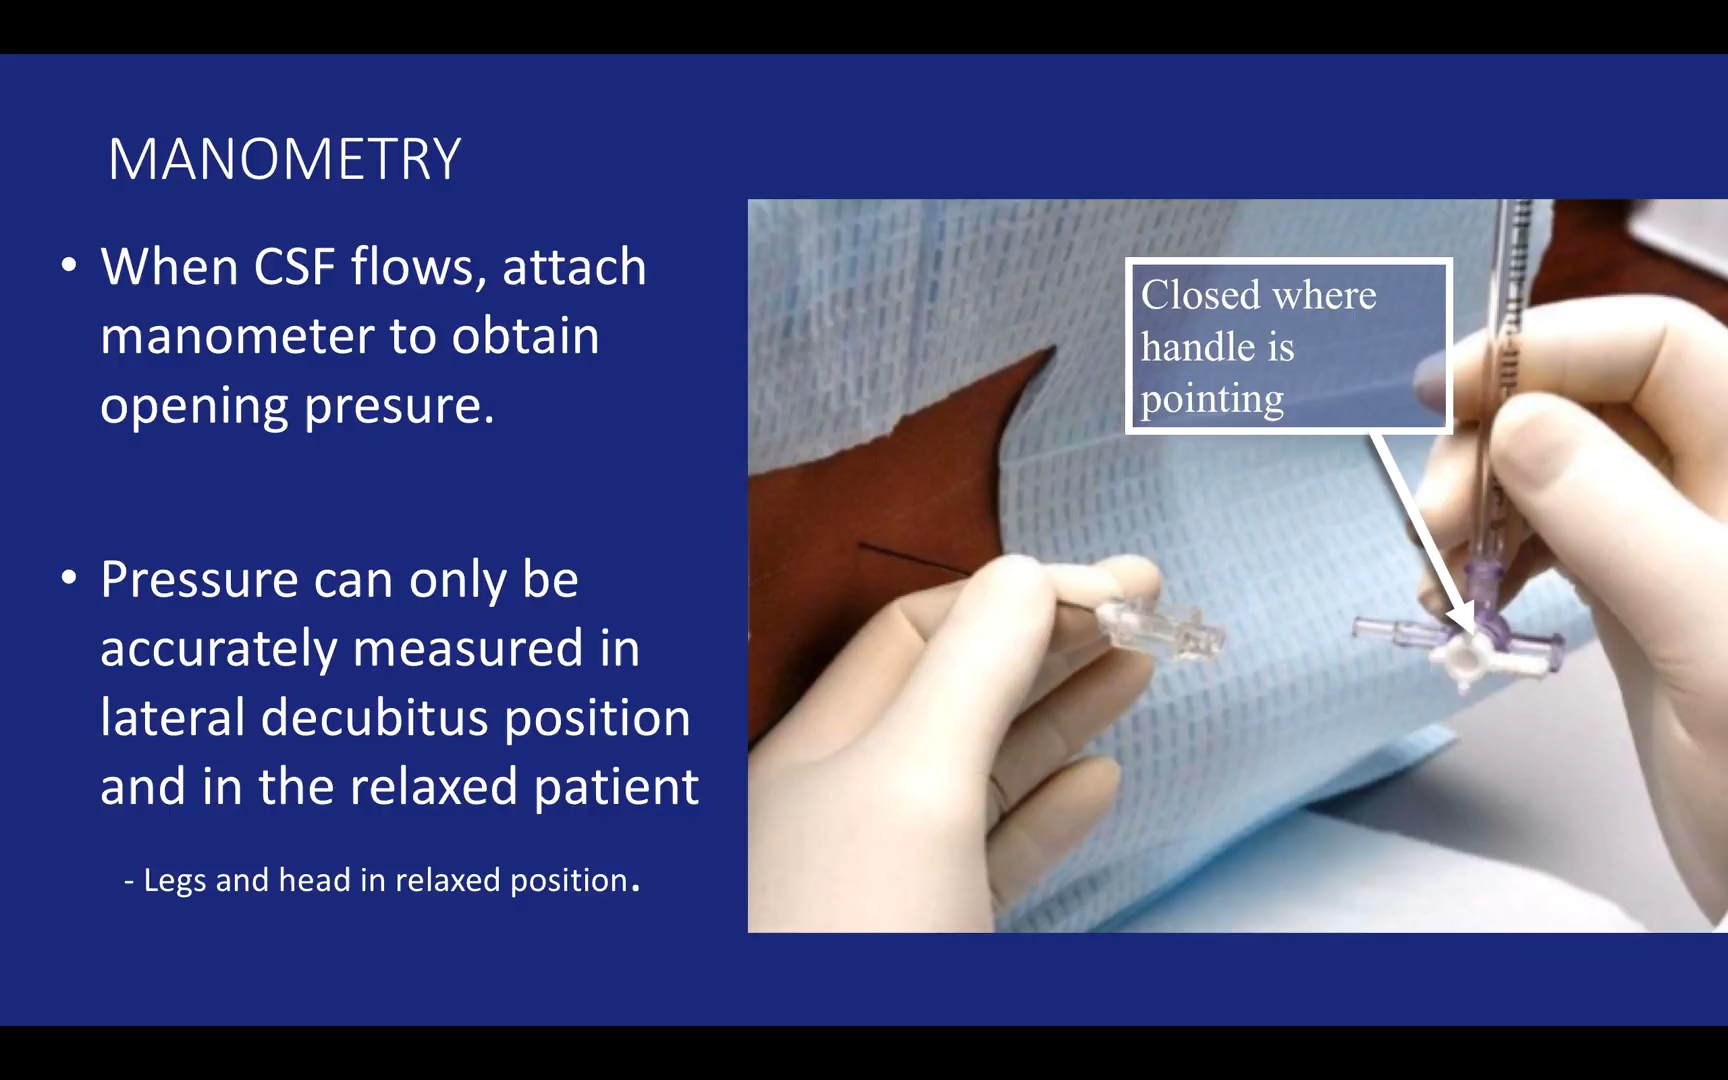 MANOMETRY
• When CSF flows, attach
manometer to obtain
opening presure.
• Pressure can only be
accurately measured in
lateral decubitus position
and in the relaxed patient
- Legs and head in relaxed position.
Closed where
handle is
pointing